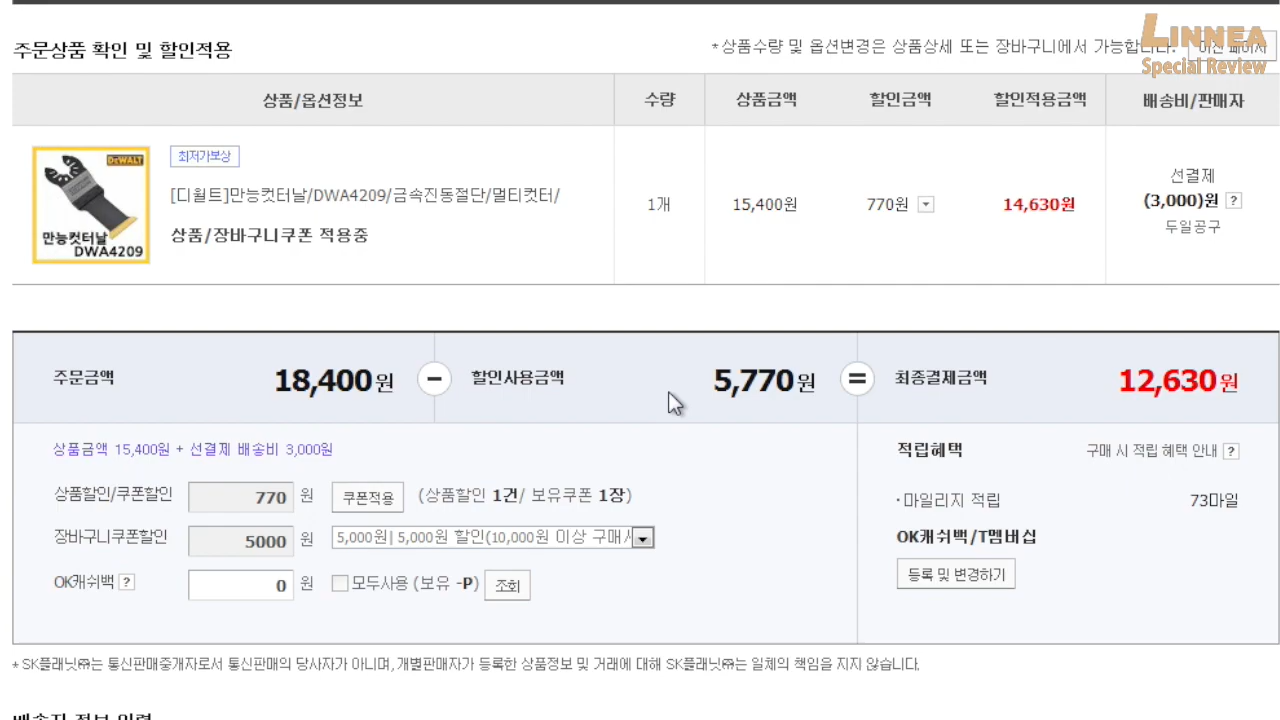 LINNEA
Special Review
주문상품 확인 및 할인적용
*상품수량 및 옵션변경은 상품상세 또는 장바구니에서 가능합니다.
이전 페이지
상품/옵션정보 수량 상품금액 할인금액 할인적용금액 배송비/판매자
DEWALT
만능컷터날
DWA4209
최저가보상
[디월트]만능컷터날/DWA4209/금속진동절단/멀티컷터/
상품/장바구니쿠폰 적용중
1개 15,400원 770원 14,630원
선결제
(3,000)원 ?
두일공구
주문금액 18,400원 − 할인사용금액 5,770원 = 최종결제금액 12,630원
상품금액 15,400원 + 선결제 배송비 3,000원
상품할인/쿠폰할인 770 원 쿠폰적용 (상품할인 1건/ 보유쿠폰 1장)
장바구니쿠폰할인 5000 원 5,000원| 5,000원 할인(10,000원 이상 구매시
OK캐쉬백 ? 0 원 모두사용 (보유 -P) 조회
적립혜택 구매 시 적립 혜택 안내 ?
·마일리지 적립 73마일
OK캐쉬백/T멤버십
등록 및 변경하기
* SK플래닛㈜는 통신판매중개자로서 통신판매의 당사자가 아니며, 개별판매자가 등록한 상품정보 및 거래에 대해 SK플래닛㈜는 일체의 책임을 지지 않습니다.